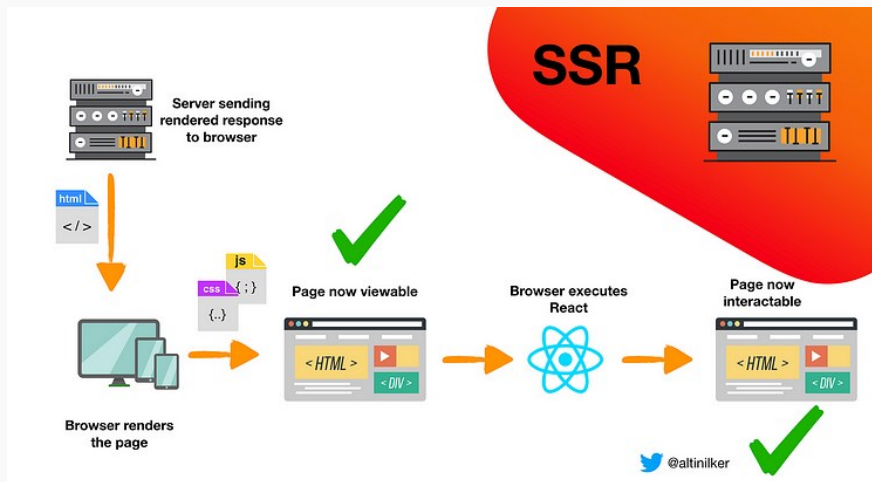 SSR
Server sending
rendered response
to browser
html
</>
js
{ ; }
css
{..}
Page now viewable
Browser executes
React
Page now
interactable
< HTML >
< DIV >
< HTML >
< DIV >
Browser renders
the page
@altinilker